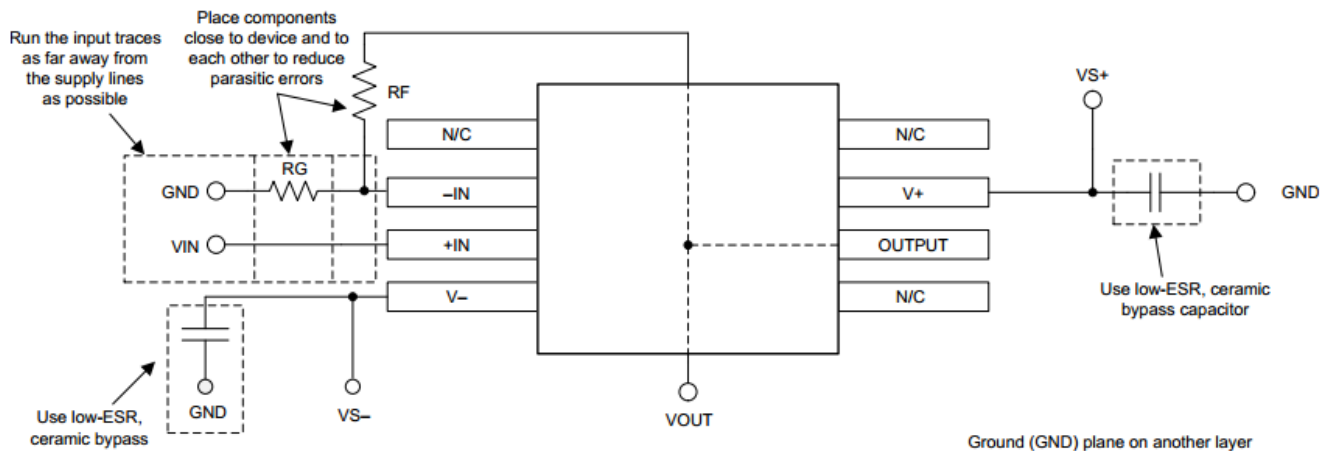 Run the input traces
as far away from
the supply lines
as possible
Place components
close to device and to
each other to reduce
parasitic errors
RF
N/C
RG
GND
–IN
VIN
+IN
V–
GND
VS–
Use low-ESR,
ceramic bypass
VOUT
N/C
V+
OUTPUT
N/C
VS+
GND
Use low-ESR, ceramic
bypass capacitor
Ground (GND) plane on another layer